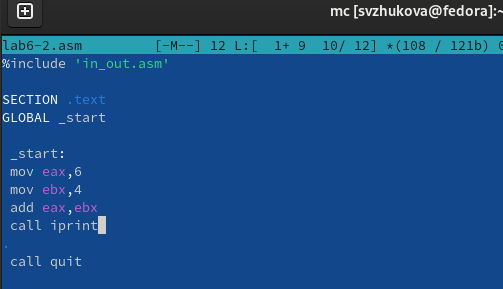 mc [svzhukova@fedora]:~
lab6-2.asm [-M--] 12 L:[ 1+ 9 10/ 12] *(108 / 121b)
%include 'in_out.asm'
SECTION .text
GLOBAL _start
_start:
mov eax,6
mov ebx,4
add eax,ebx
call iprint
.
call quit